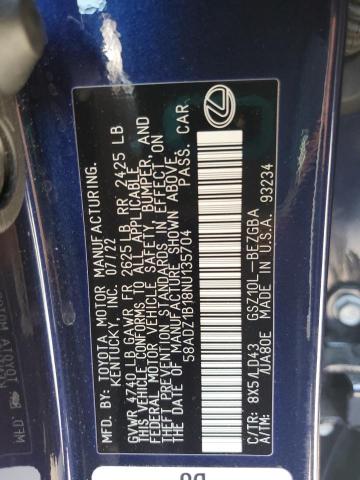 MFD. BY: TOYOTA MOTOR MANUFACTURING
KENTUCKY, INC. 07/22
GVWR 4740 LB GAWR FR 2625 LB RR 2425 LB
THIS VEHICLE CONFORMS TO ALL APPLICABLE
FEDERAL MOTOR VEHICLE SAFETY, BUMPER, AND
THEFT PREVENTION STANDARDS IN EFFECT ON
THE DATE OF MANUFACTURE SHOWN ABOVE.
58ADZ1B18NU135704 PASS. CAR
C/TR: 8X5 /LD43 GSZ10L-BEZGBA
A/TM: /UA80E MADE IN U.S.A. 93234